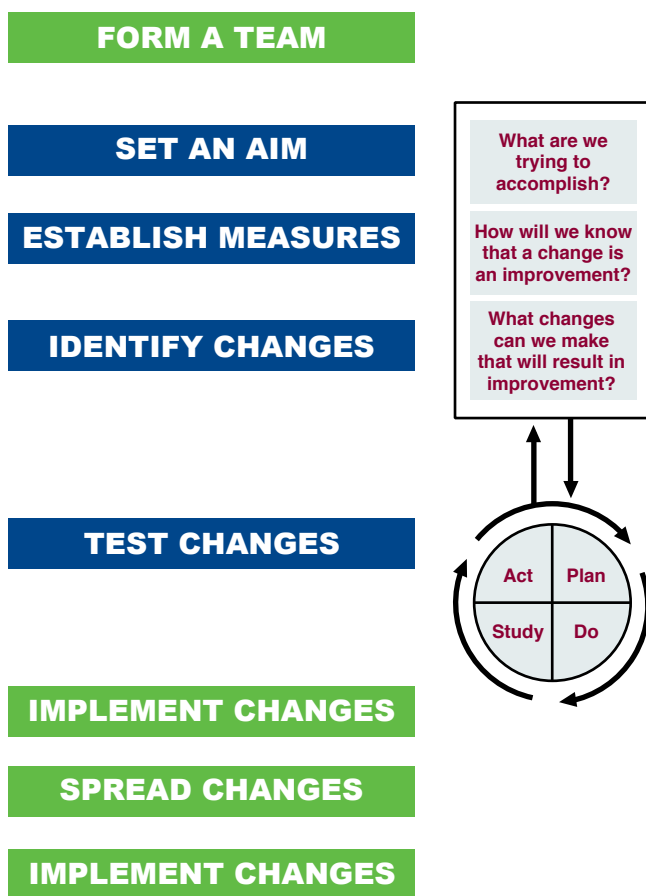 FORM A TEAM
SET AN AIM
ESTABLISH MEASURES
IDENTIFY CHANGES
TEST CHANGES
IMPLEMENT CHANGES
SPREAD CHANGES
IMPLEMENT CHANGES
What are we
trying to
accomplish?
How will we know
that a change is
an improvement?
What changes
can we make
that will result in
improvement?
Act
Plan
Study
Do